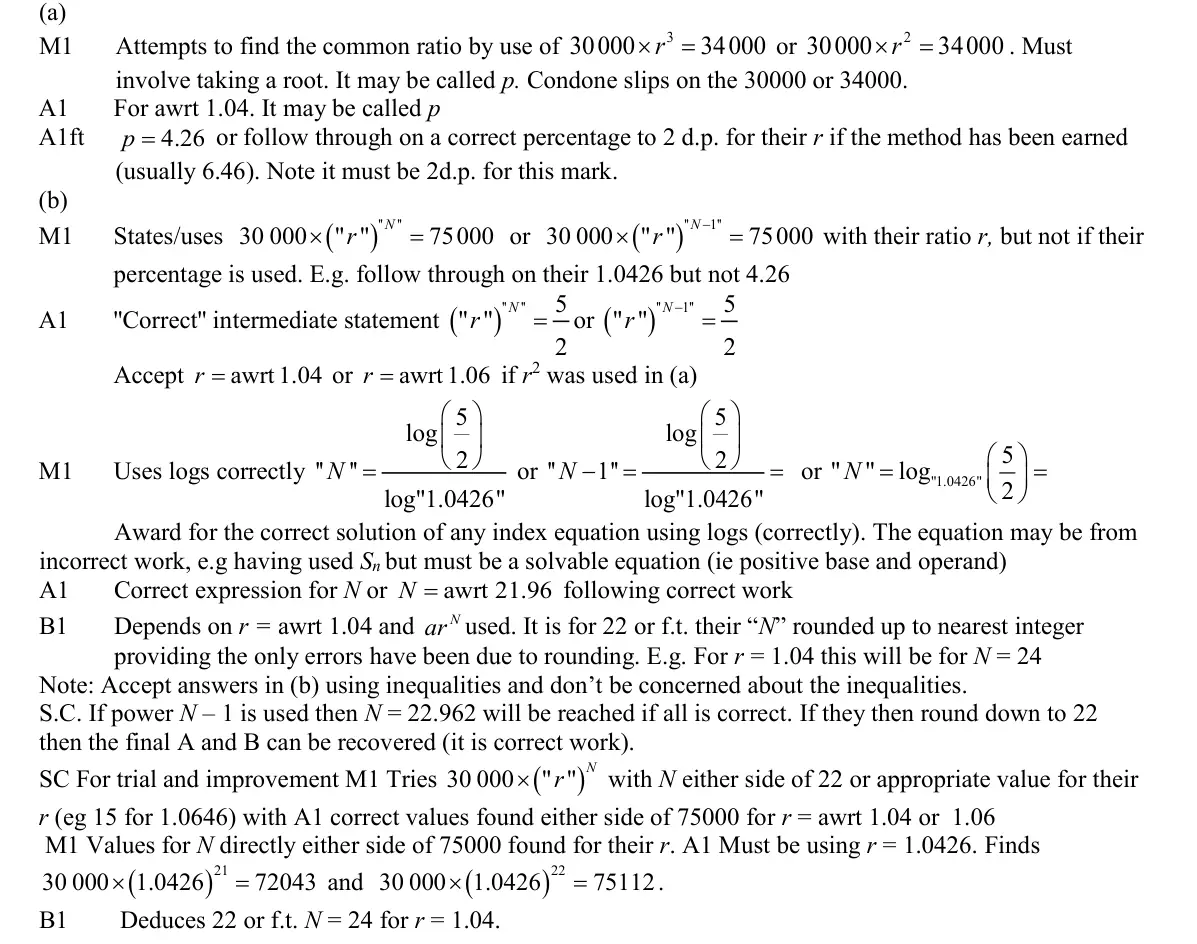 (a)
M1 Attempts to find the common ratio by use of 30000 × r³ = 34000 or 30000 × r² = 34000 . Must
involve taking a root. It may be called p. Condone slips on the 30000 or 34000.
A1 For awrt 1.04. It may be called p
A1ft p = 4.26 or follow through on a correct percentage to 2 d.p. for their r if the method has been earned
(usually 6.46). Note it must be 2d.p. for this mark.
(b)
M1 States/uses 30 000 × ("r")^"N" = 75000 or 30 000 × ("r")^"N−1" = 75000 with their ratio r, but not if their
percentage is used. E.g. follow through on their 1.0426 but not 4.26
A1 "Correct" intermediate statement ("r")^"N" = 5/2 or ("r")^"N−1" = 5/2
Accept r = awrt 1.04 or r = awrt 1.06 if r² was used in (a)
M1 Uses logs correctly "N" = log(5/2)/log"1.0426" or "N −1" = log(5/2)/log"1.0426" = or "N" = log_"1.0426"(5/2) =
Award for the correct solution of any index equation using logs (correctly). The equation may be from
incorrect work, e.g having used Sₙ but must be a solvable equation (ie positive base and operand)
A1 Correct expression for N or N = awrt 21.96 following correct work
B1 Depends on r = awrt 1.04 and ar^N used. It is for 22 or f.t. their “N” rounded up to nearest integer
providing the only errors have been due to rounding. E.g. For r = 1.04 this will be for N = 24
Note: Accept answers in (b) using inequalities and don’t be concerned about the inequalities.
S.C. If power N – 1 is used then N = 22.962 will be reached if all is correct. If they then round down to 22
then the final A and B can be recovered (it is correct work).
SC For trial and improvement M1 Tries 30 000 × ("r")^N with N either side of 22 or appropriate value for their
r (eg 15 for 1.0646) with A1 correct values found either side of 75000 for r = awrt 1.04 or 1.06
M1 Values for N directly either side of 75000 found for their r. A1 Must be using r = 1.0426. Finds
30 000 × (1.0426)^21 = 72043 and 30 000 × (1.0426)^22 = 75112 .
B1 Deduces 22 or f.t. N = 24 for r = 1.04.